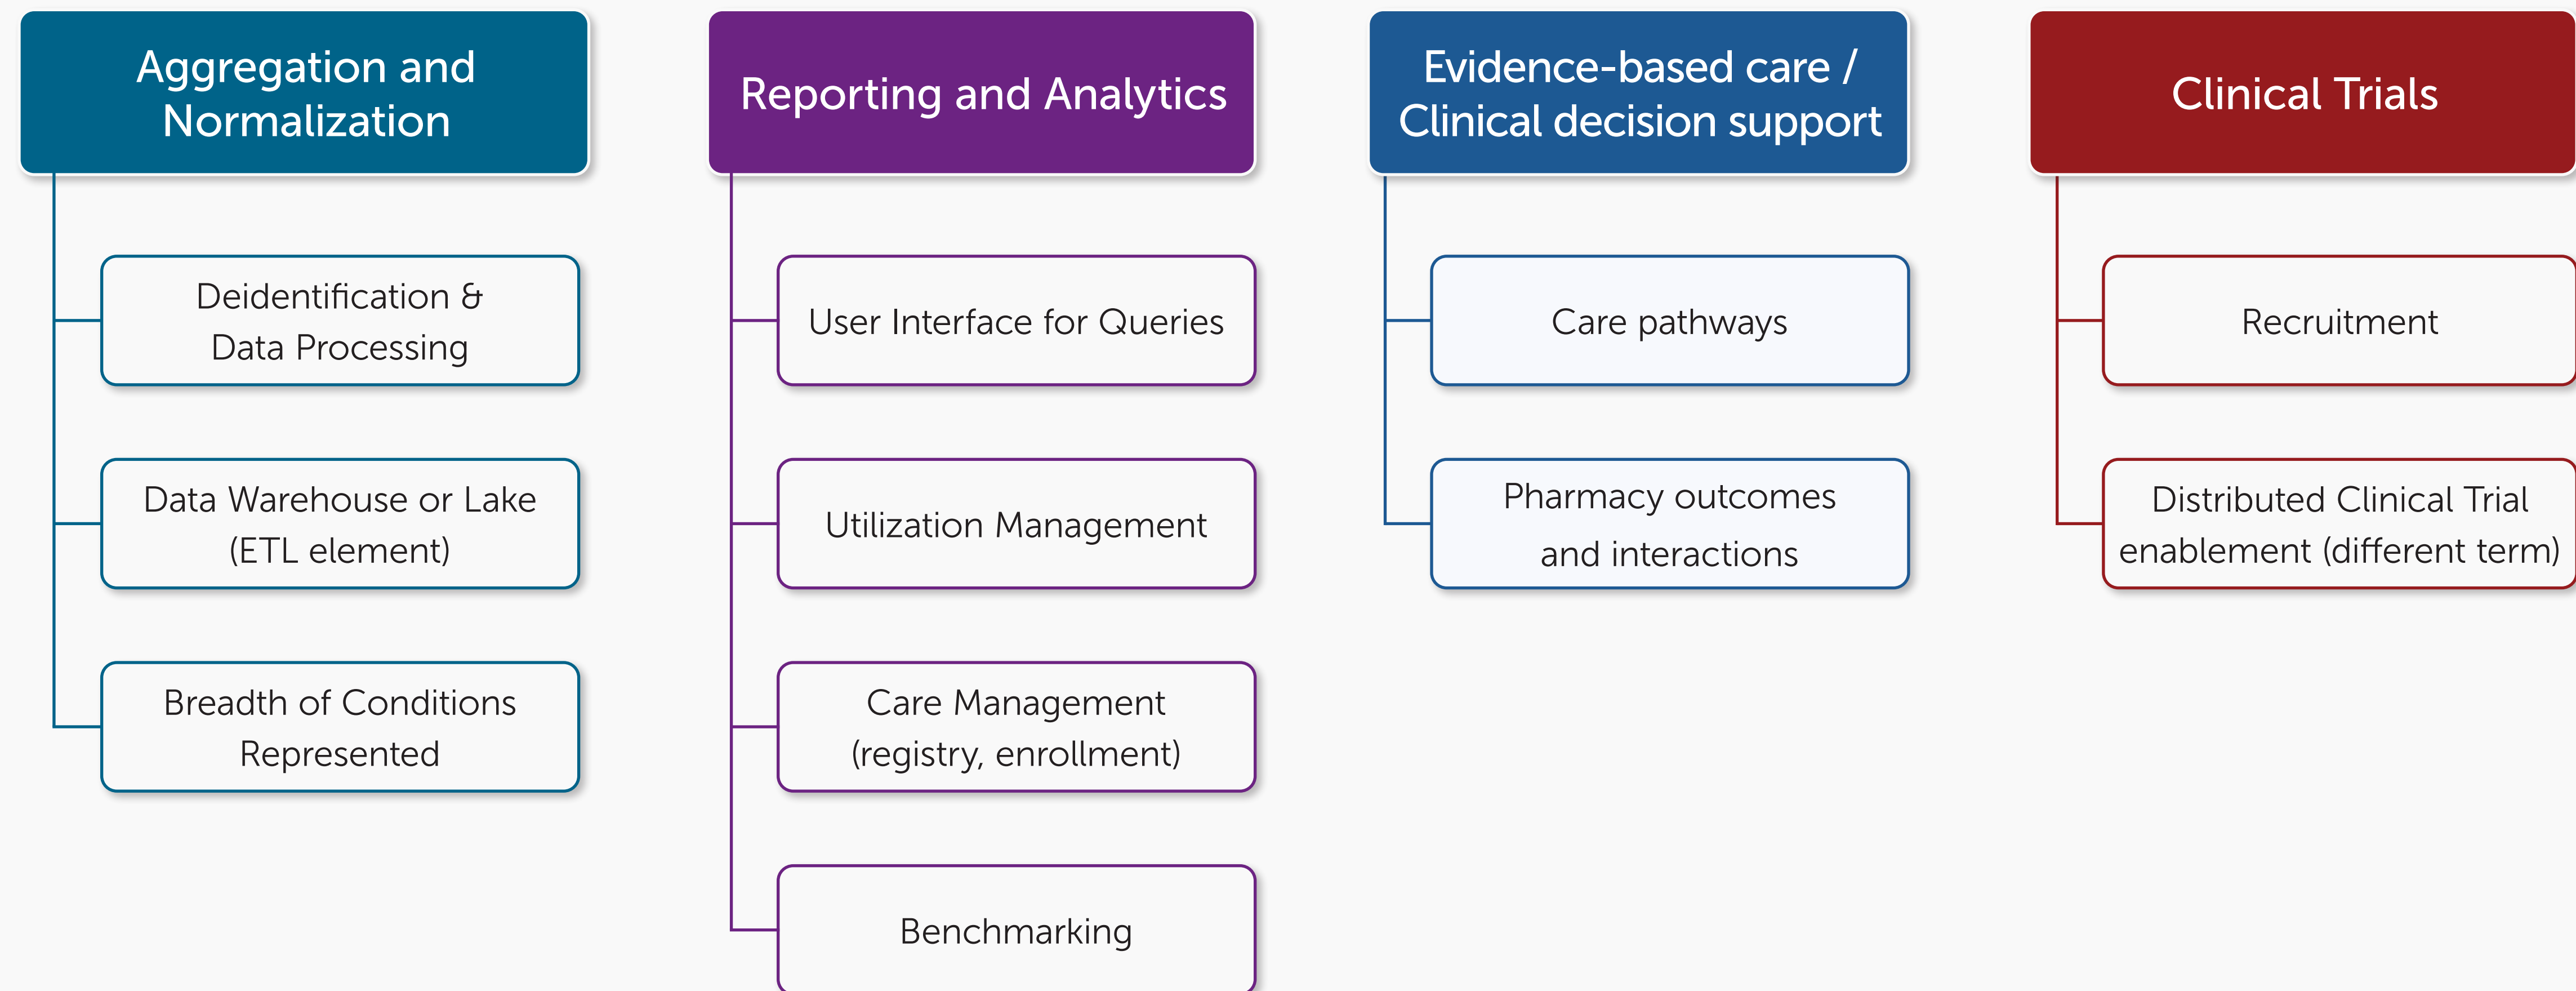 Aggregation and
Normalization
Deidentification &
Data Processing
Data Warehouse or Lake
(ETL element)
Breadth of Conditions
Represented
Reporting and Analytics
User Interface for Queries
Utilization Management
Care Management
(registry, enrollment)
Benchmarking
Evidence-based care /
Clinical decision support
Care pathways
Pharmacy outcomes
and interactions
Clinical Trials
Recruitment
Distributed Clinical Trial
enablement (different term)